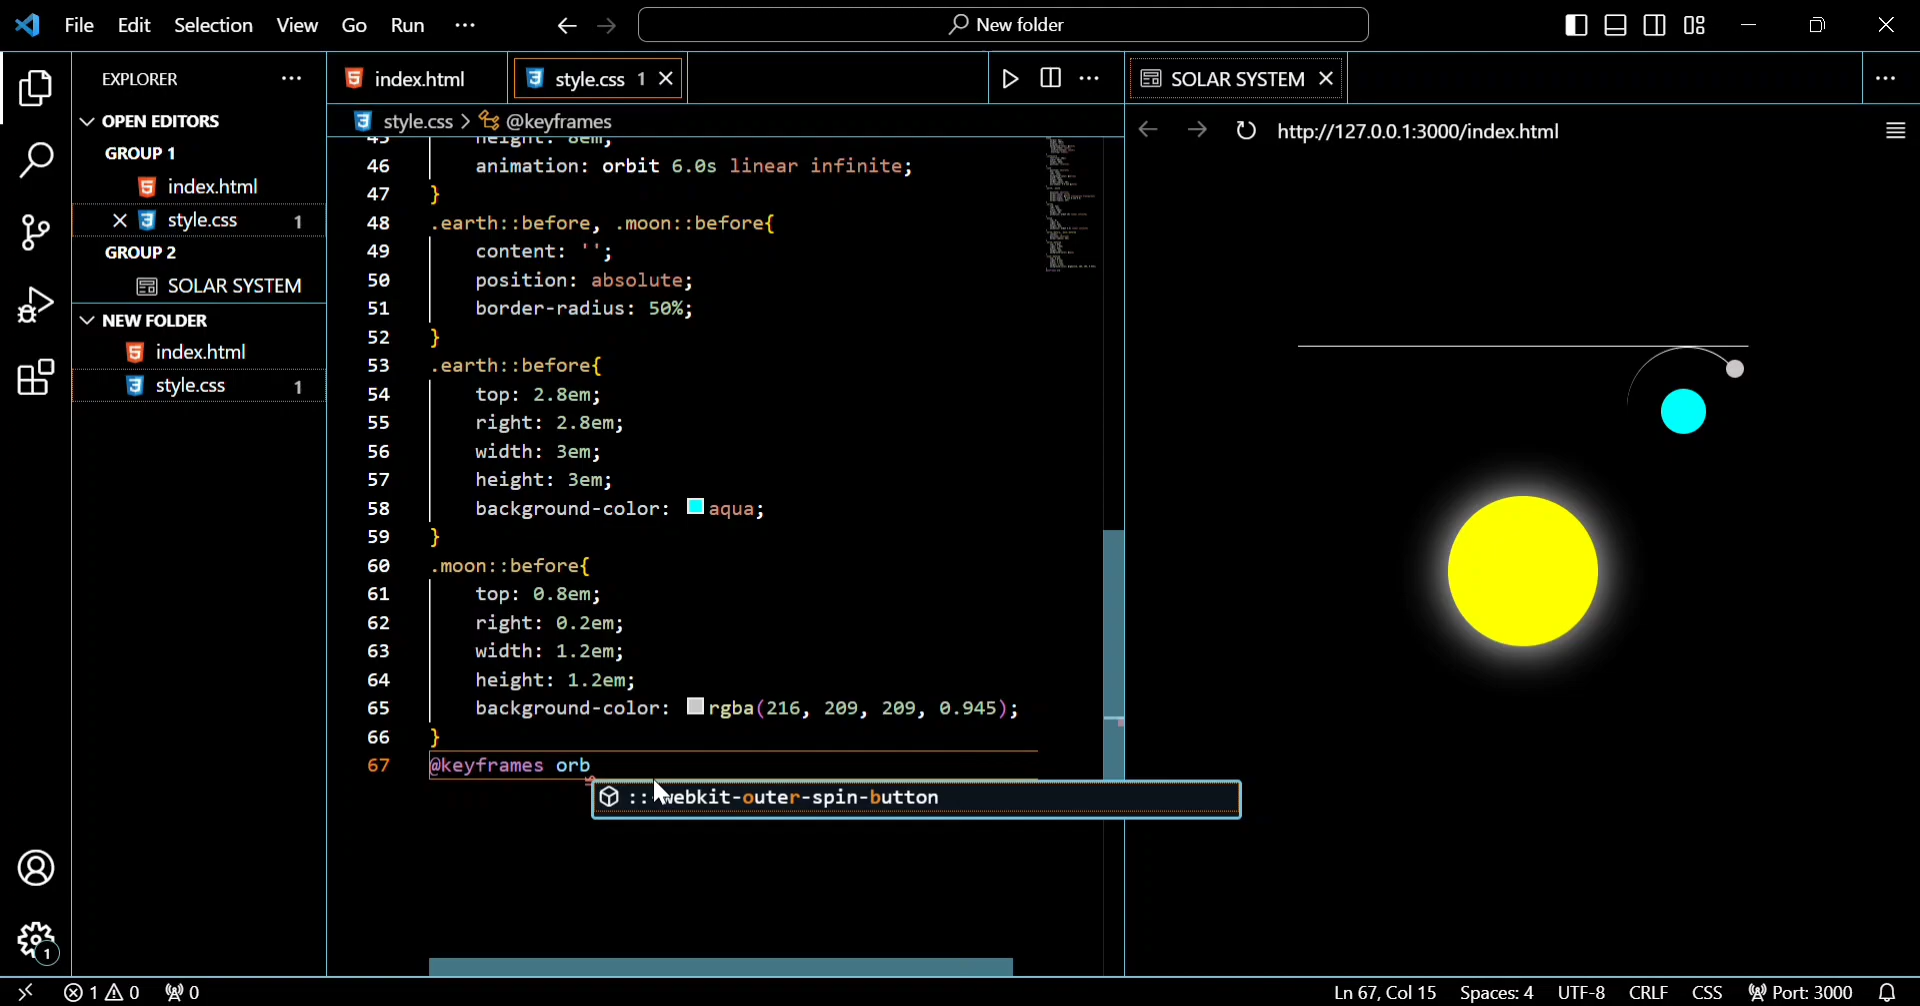 File Edit Selection View Go Run ··· New folder
EXPLORER ···
OPEN EDITORS
GROUP 1
index.html
style.css 1
GROUP 2
SOLAR SYSTEM
NEW FOLDER
index.html
style.css 1
1
index.html style.css 1 ···
style.css > @keyframes
46 animation: orbit 6.0s linear infinite;
47 }
48 .earth::before, .moon::before{
49 content: '';
50 position: absolute;
51 border-radius: 50%;
52 }
53 .earth::before{
54 top: 2.8em;
55 right: 2.8em;
56 width: 3em;
57 height: 3em;
58 background-color: aqua;
59 }
60 .moon::before{
61 top: 0.8em;
62 right: 0.2em;
63 width: 1.2em;
64 height: 1.2em;
65 background-color: rgba(216, 209, 209, 0.945);
66 }
67 @keyframes orb
SOLAR SYSTEM ···
http://127.0.0.1:3000/index.html
1 0 0 Ln 67, Col 15 Spaces: 4 UTF-8 CRLF CSS Port: 3000